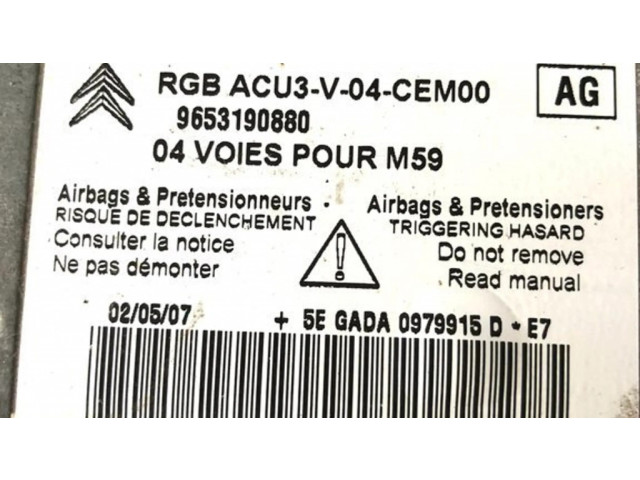 RGB ACU3-V-04-CEM00
AG
9653190880
04 VOIES POUR M59
Airbags & Pretensionneurs
RISQUE DE DECLENCHEMENT
Consulter la notice
Ne pas démonter
!
Airbags & Pretensioners
TRIGGERING HASARD
Do not remove
Read manual
02/05/07 + 5E GADA 0979915 D * E7